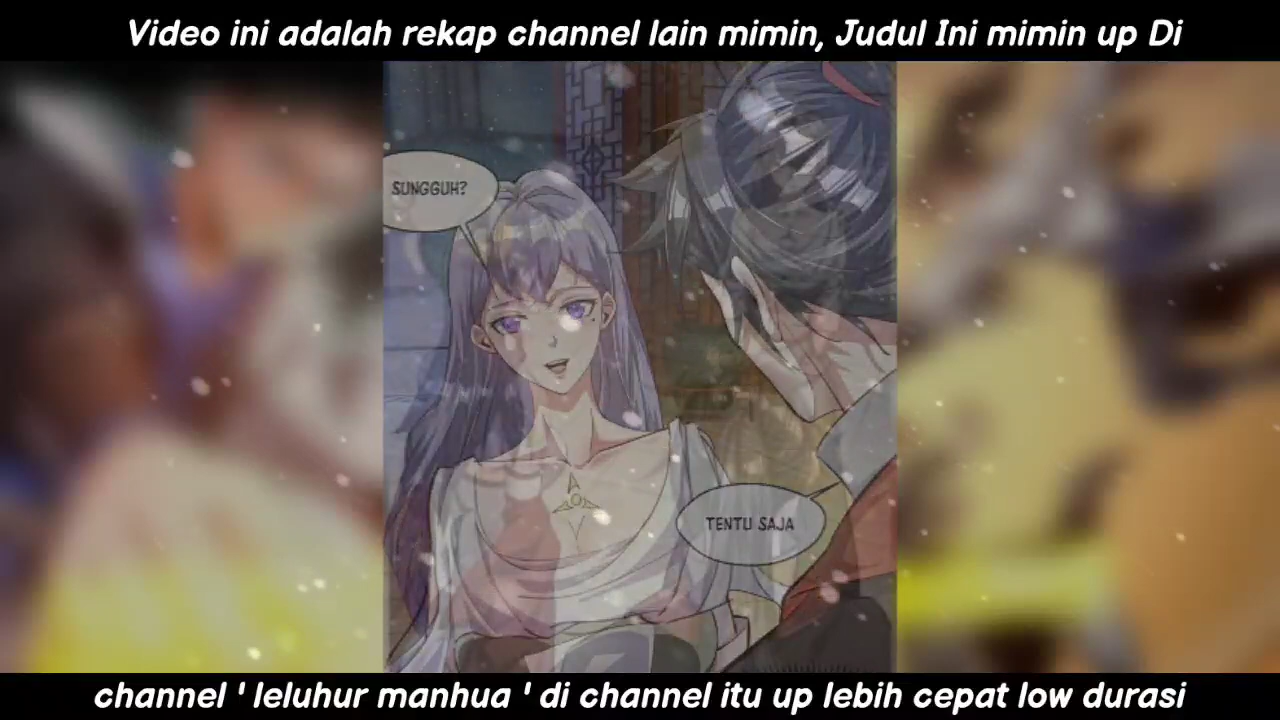 Video ini adalah rekap channel lain mimin, Judul Ini mimin up Di
SUNGGUH?
TENTU SAJA
channel ' leluhur manhua ' di channel itu up lebih cepat low durasi